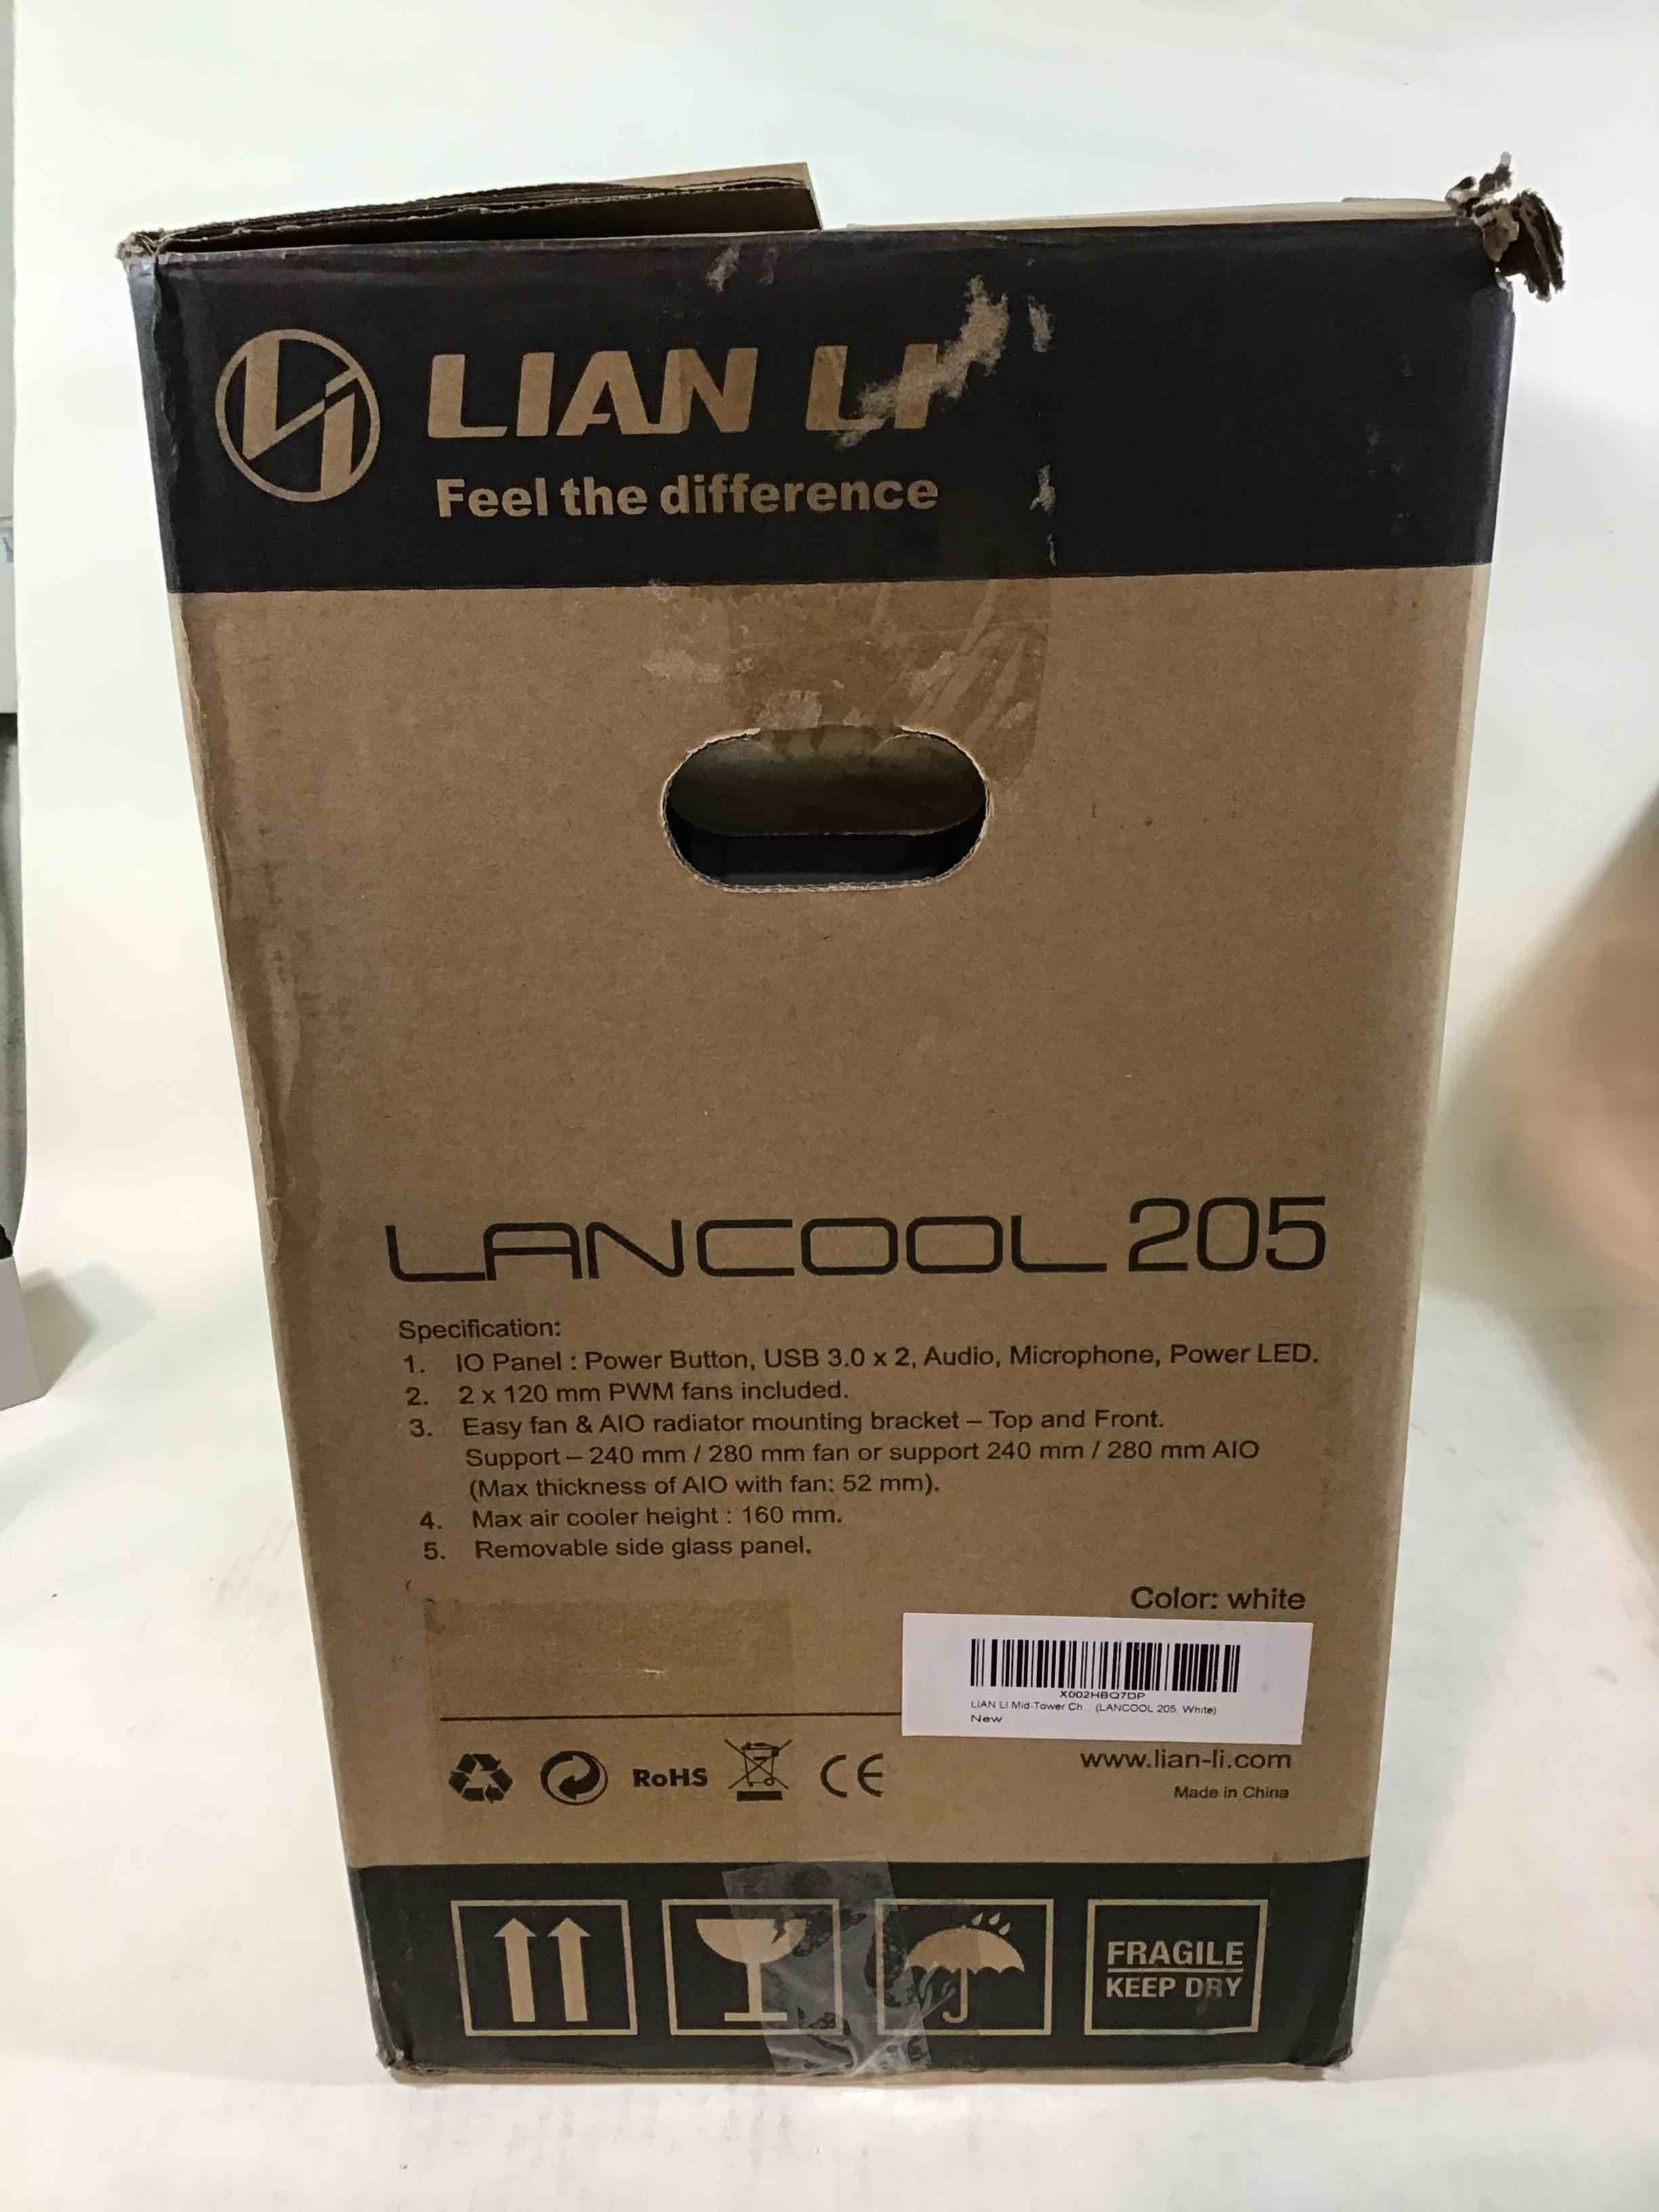 LIAN LI
Feel the difference
LANCOOL 205
Specification:
1. IO Panel : Power Button, USB 3.0 x 2, Audio, Microphone, Power LED.
2. 2 x 120 mm PWM fans included.
3. Easy fan & AIO radiator mounting bracket – Top and Front.
Support – 240 mm / 280 mm fan or support 240 mm / 280 mm AIO
(Max thickness of AIO with fan: 52 mm).
4. Max air cooler height : 160 mm.
5. Removable side glass panel.
Color: white
X002HBQ7DP
LIAN LI Mid-Tower Ch... (LANCOOL 205, White)
New
RoHS
CE
www.lian-li.com
Made in China
FRAGILE
KEEP DRY